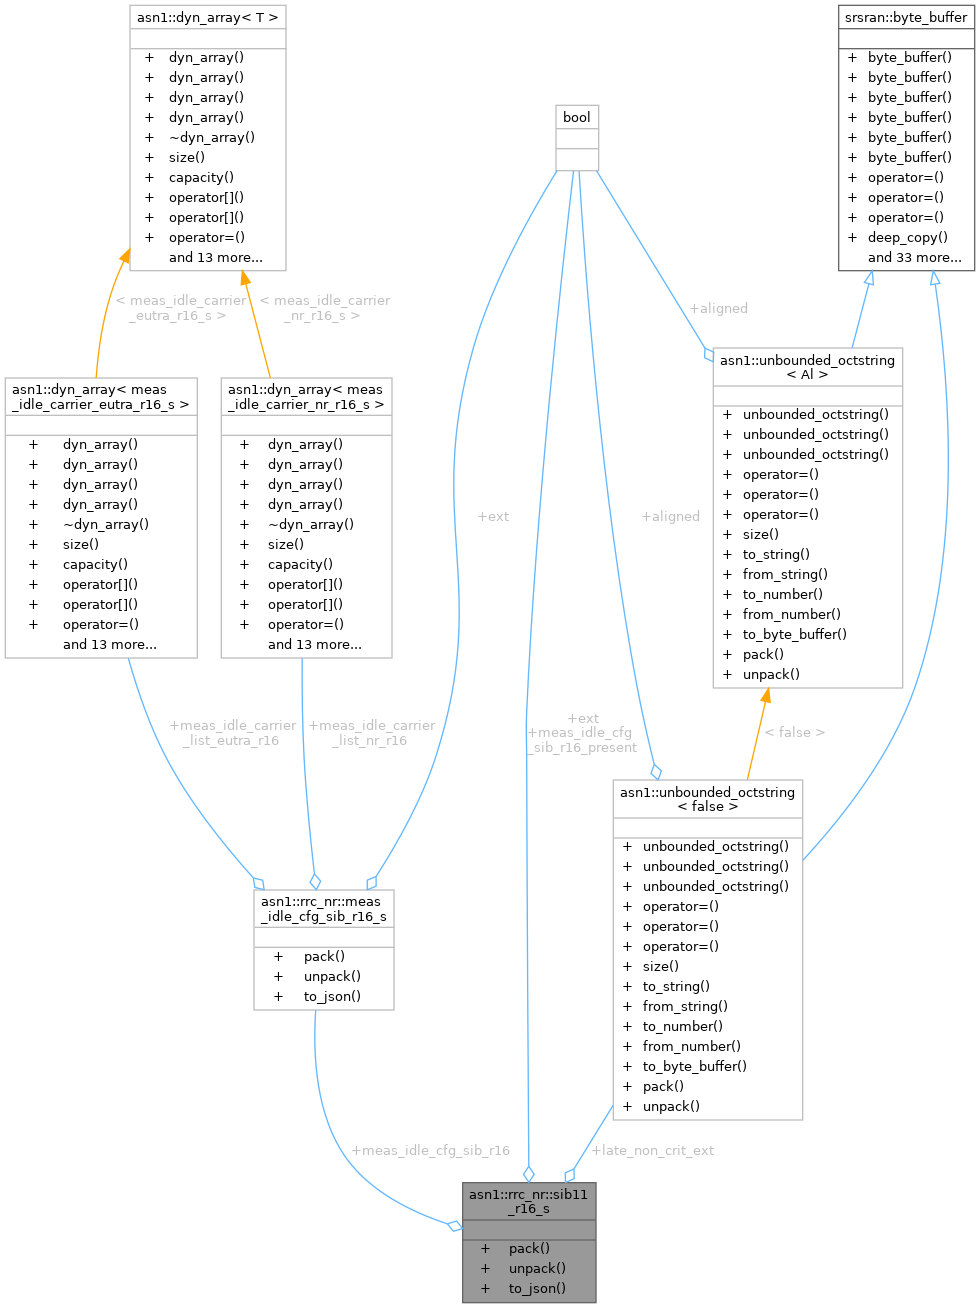 asn1::dyn_array< T >
+ dyn_array()
+ dyn_array()
+ dyn_array()
+ dyn_array()
+ ~dyn_array()
+ size()
+ capacity()
+ operator[]()
+ operator[]()
+ operator=()
and 13 more...
srsran::byte_buffer
+ byte_buffer()
+ byte_buffer()
+ byte_buffer()
+ byte_buffer()
+ byte_buffer()
+ byte_buffer()
+ operator=()
+ operator=()
+ operator=()
+ deep_copy()
and 33 more...
bool
< meas_idle_carrier
_eutra_r16_s >
< meas_idle_carrier
_nr_r16_s >
+aligned
asn1::dyn_array< meas
_idle_carrier_eutra_r16_s >
+ dyn_array()
+ dyn_array()
+ dyn_array()
+ dyn_array()
+ ~dyn_array()
+ size()
+ capacity()
+ operator[]()
+ operator[]()
+ operator=()
and 13 more...
asn1::dyn_array< meas
_idle_carrier_nr_r16_s >
+ dyn_array()
+ dyn_array()
+ dyn_array()
+ dyn_array()
+ ~dyn_array()
+ size()
+ capacity()
+ operator[]()
+ operator[]()
+ operator=()
and 13 more...
+ext
+aligned
asn1::unbounded_octstring
< Al >
+ unbounded_octstring()
+ unbounded_octstring()
+ unbounded_octstring()
+ operator=()
+ operator=()
+ operator=()
+ size()
+ to_string()
+ from_string()
+ to_number()
+ from_number()
+ to_byte_buffer()
+ pack()
+ unpack()
+meas_idle_carrier
_list_eutra_r16
+meas_idle_carrier
_list_nr_r16
+ext
+meas_idle_cfg
_sib_r16_present
< false >
asn1::unbounded_octstring
< false >
+ unbounded_octstring()
+ unbounded_octstring()
+ unbounded_octstring()
+ operator=()
+ operator=()
+ operator=()
+ size()
+ to_string()
+ from_string()
+ to_number()
+ from_number()
+ to_byte_buffer()
+ pack()
+ unpack()
asn1::rrc_nr::meas
_idle_cfg_sib_r16_s
+ pack()
+ unpack()
+ to_json()
+meas_idle_cfg_sib_r16
+late_non_crit_ext
asn1::rrc_nr::sib11
_r16_s
+ pack()
+ unpack()
+ to_json()